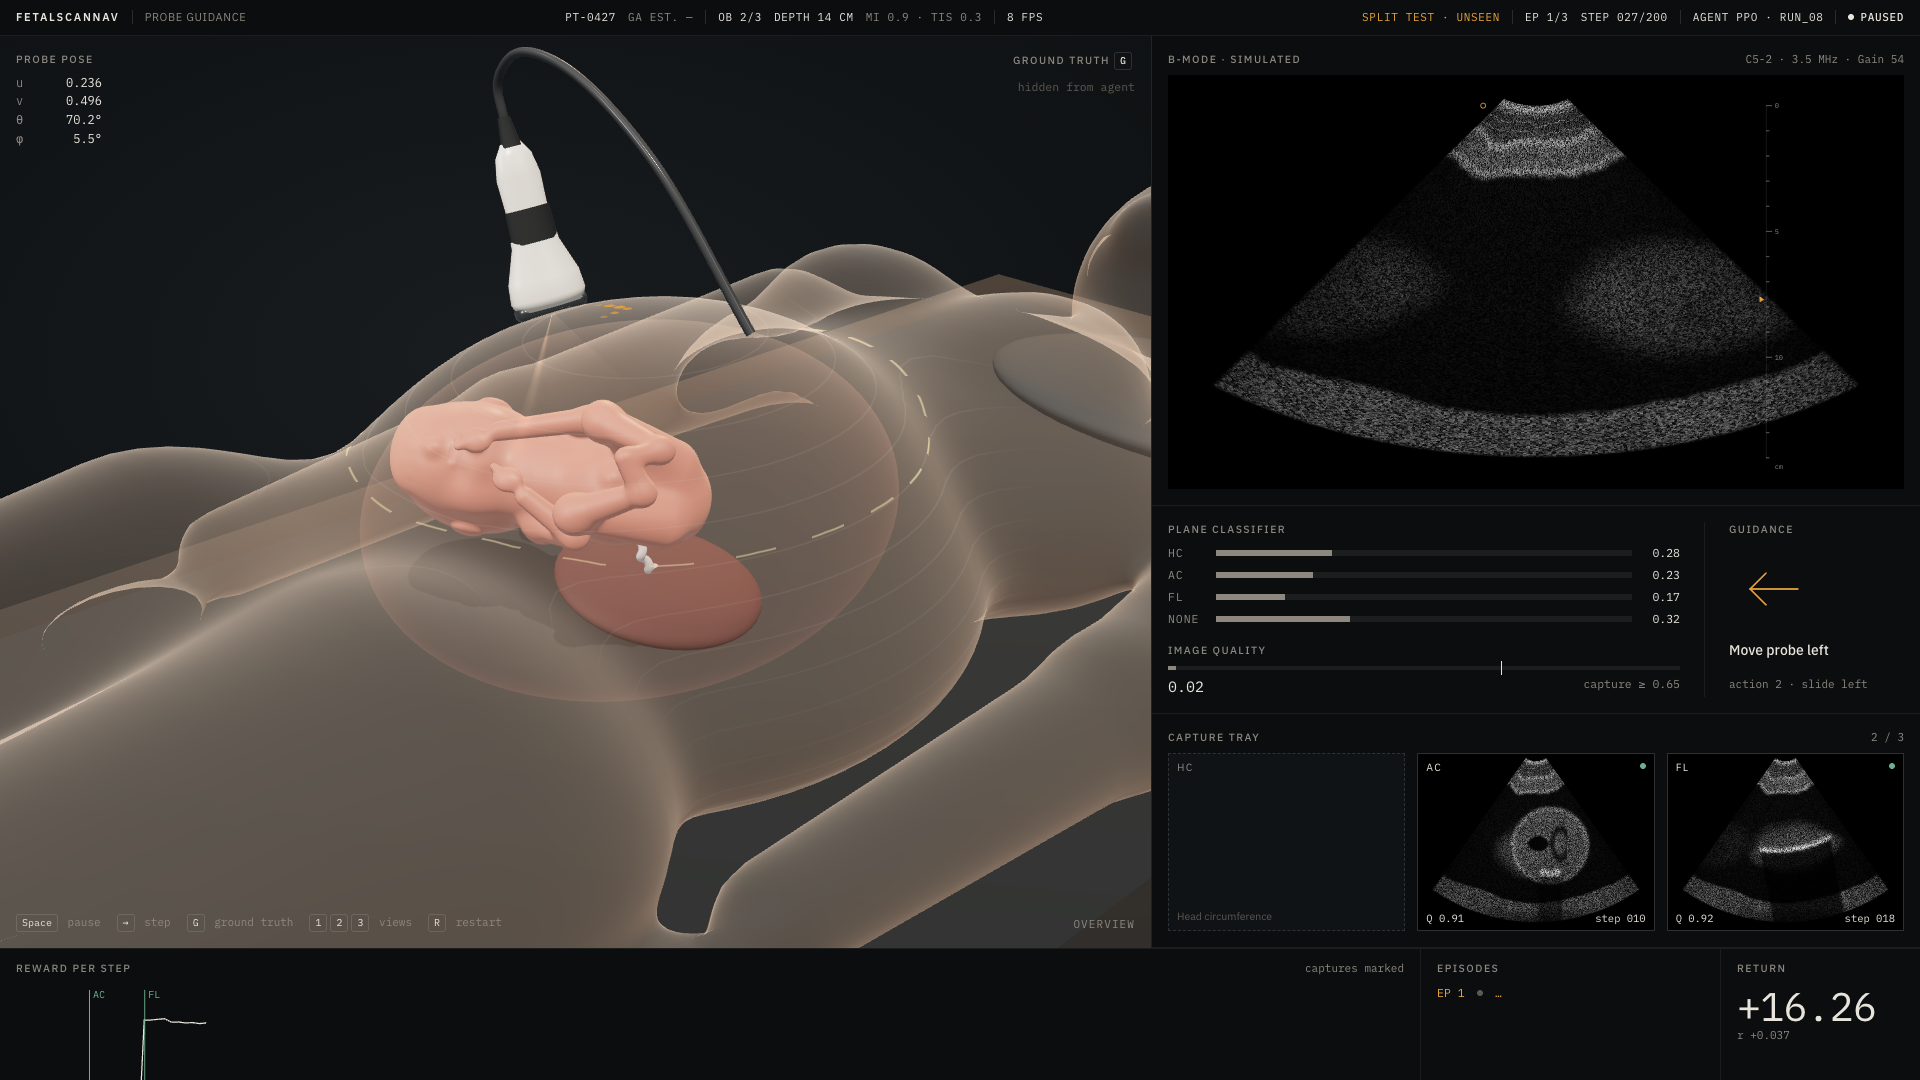 FETALSCANNAV PROBE GUIDANCE PT-0427 GA EST. — OB 2/3 DEPTH 14 CM MI 0.9 · TIS 0.3 8 FPS SPLIT TEST · UNSEEN EP 1/3 STEP 027/200 AGENT PPO · RUN_08 PAUSED
PROBE POSE
u 0.236
v 0.496
θ 70.2°
φ 5.5°
GROUND TRUTH G
hidden from agent
Space pause → step G ground truth 1 2 3 views R restart
OVERVIEW
B-MODE · SIMULATED C5-2 · 3.5 MHz · Gain 54
0
5
10
cm
PLANE CLASSIFIER
HC 0.28
AC 0.23
FL 0.17
NONE 0.32
IMAGE QUALITY
0.02 capture ≥ 0.65
GUIDANCE
Move probe left
action 2 · slide left
CAPTURE TRAY 2 / 3
HC
Head circumference
AC
Q 0.91 step 010
FL
Q 0.92 step 018
REWARD PER STEP captures marked
AC FL
EPISODES
EP 1 …
RETURN
+16.26
r +0.037